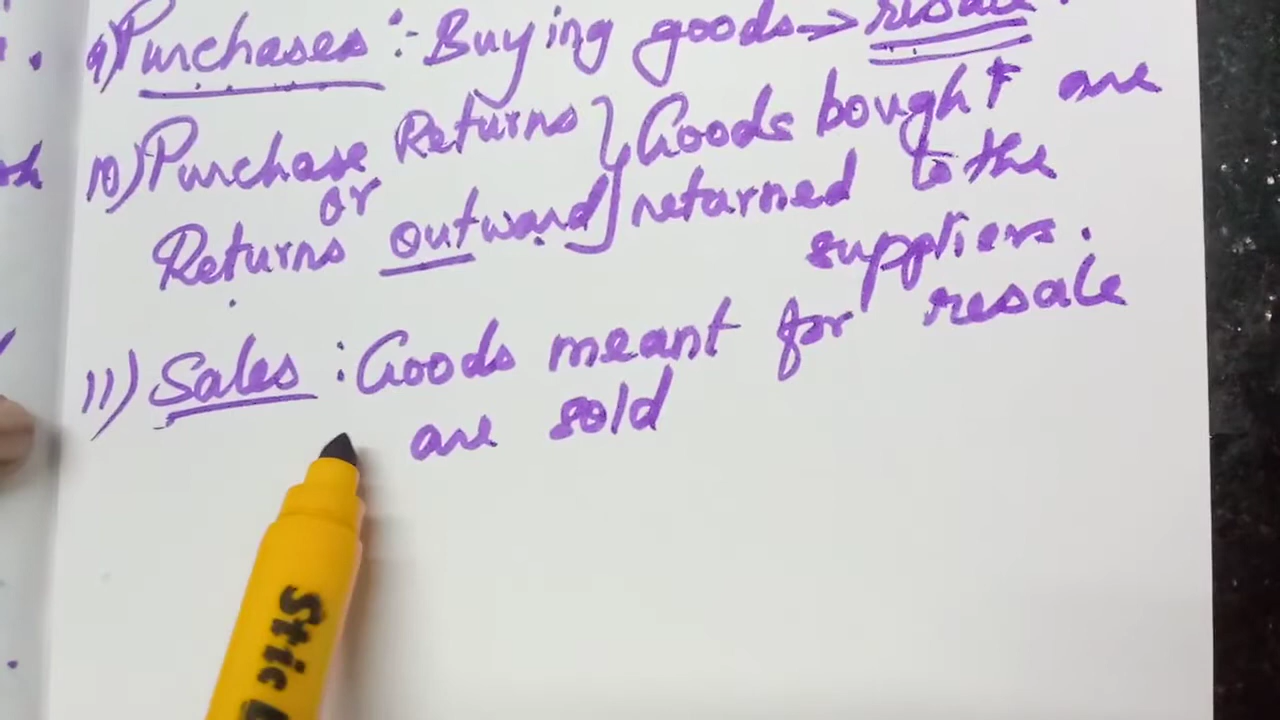 9) Purchases :- Buying goods → resale.
10) Purchase Returns } Goods bought are
or
Returns outward returned to the
suppliers.
11) Sales : Goods meant for resale
are sold
Stic